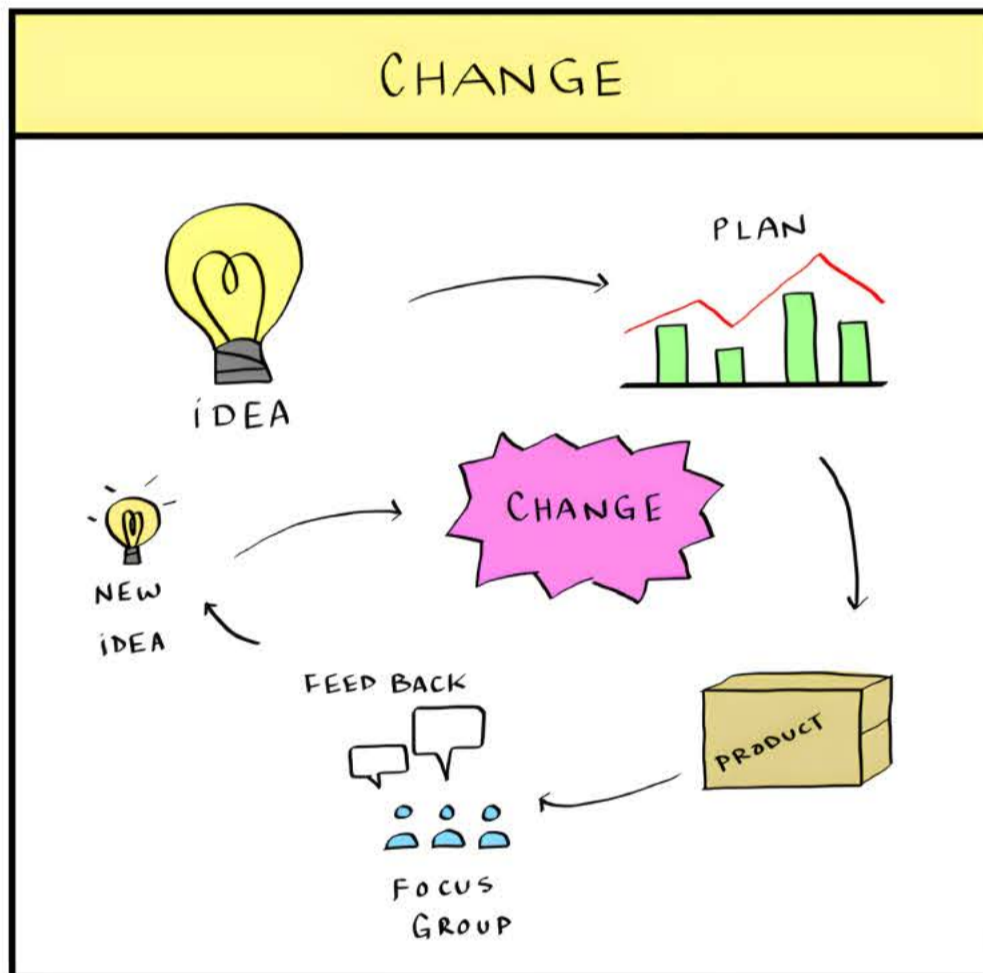 CHANGE
iDEA
PLAN
CHANGE
PRODUCT
FEED BACK
FOCUS
GROUP
NEW
iDEA